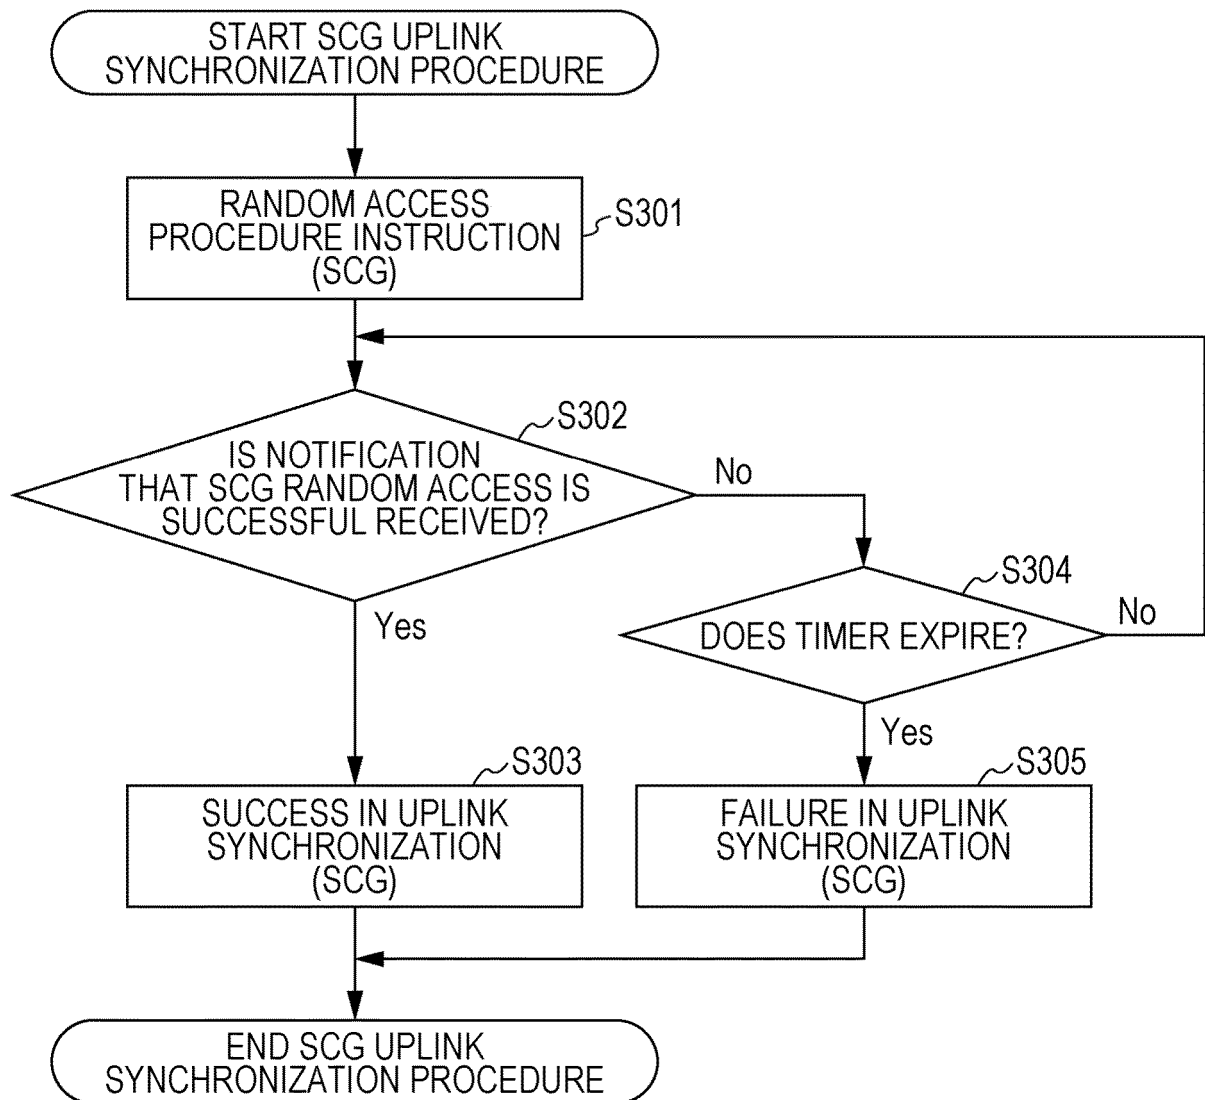 START SCG UPLINK
SYNCHRONIZATION PROCEDURE
RANDOM ACCESS
PROCEDURE INSTRUCTION
(SCG)
S301
S302
IS NOTIFICATION
THAT SCG RANDOM ACCESS IS
SUCCESSFUL RECEIVED?
No
Yes
S304
DOES TIMER EXPIRE?
No
Yes
S303
SUCCESS IN UPLINK
SYNCHRONIZATION
(SCG)
S305
FAILURE IN UPLINK
SYNCHRONIZATION
(SCG)
END SCG UPLINK
SYNCHRONIZATION PROCEDURE